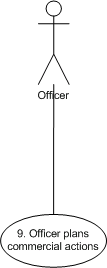 Officer
9. Officer plans
commercial actions